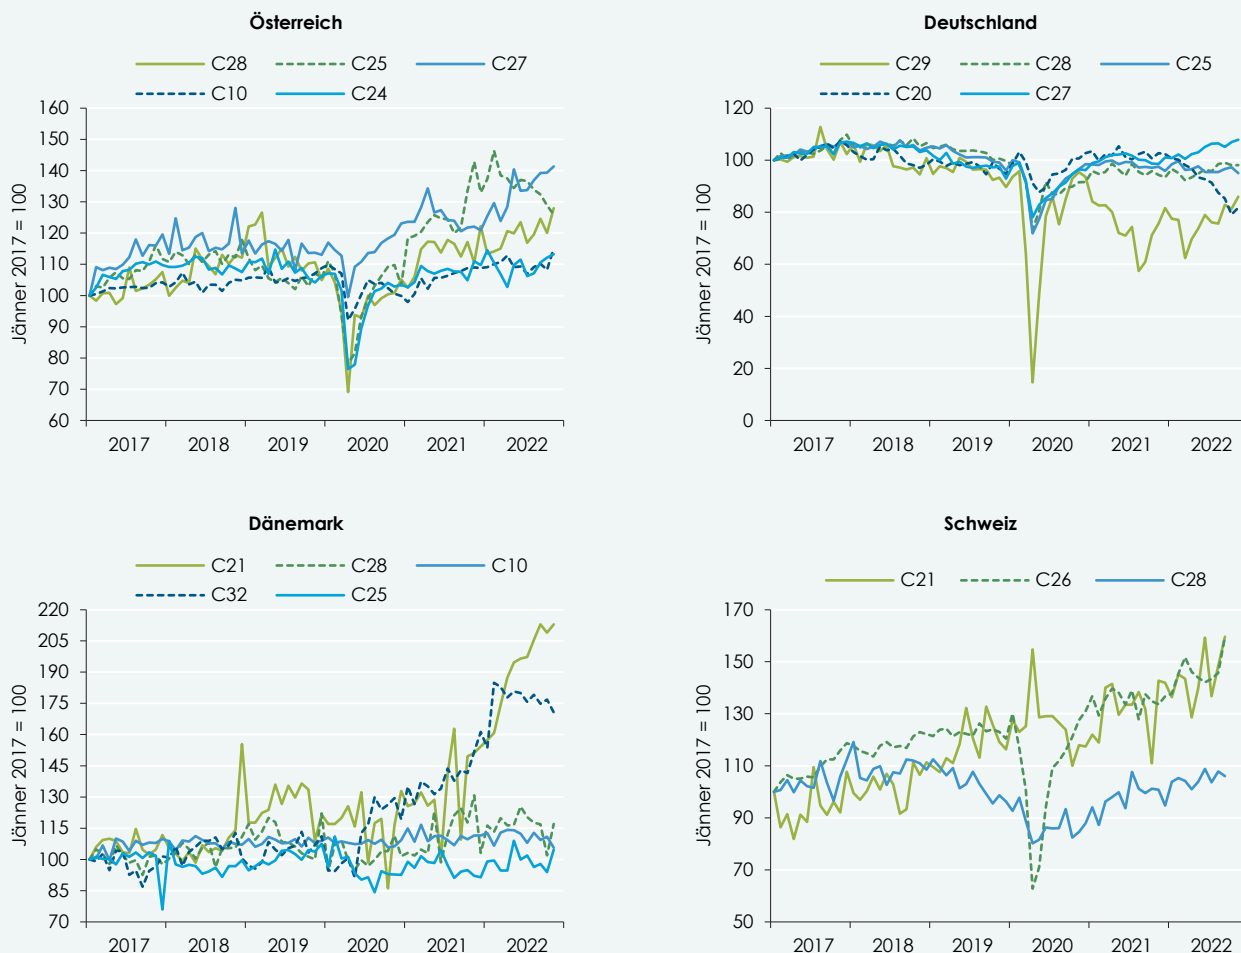 Österreich
C28 C25 C27
C10 C24
Jänner 2017 = 100
160
150
140
130
120
110
100
90
80
70
60
2017 2018 2019 2020 2021 2022
Deutschland
C29 C28 C25
C20 C27
Jänner 2017 = 100
120
100
80
60
40
20
0
2017 2018 2019 2020 2021 2022
Dänemark
C21 C28 C10
C32 C25
Jänner 2017 = 100
220
205
190
175
160
145
130
115
100
85
70
2017 2018 2019 2020 2021 2022
Schweiz
C21 C26 C28
Jänner 2017 = 100
170
150
130
110
90
70
50
2017 2018 2019 2020 2021 2022